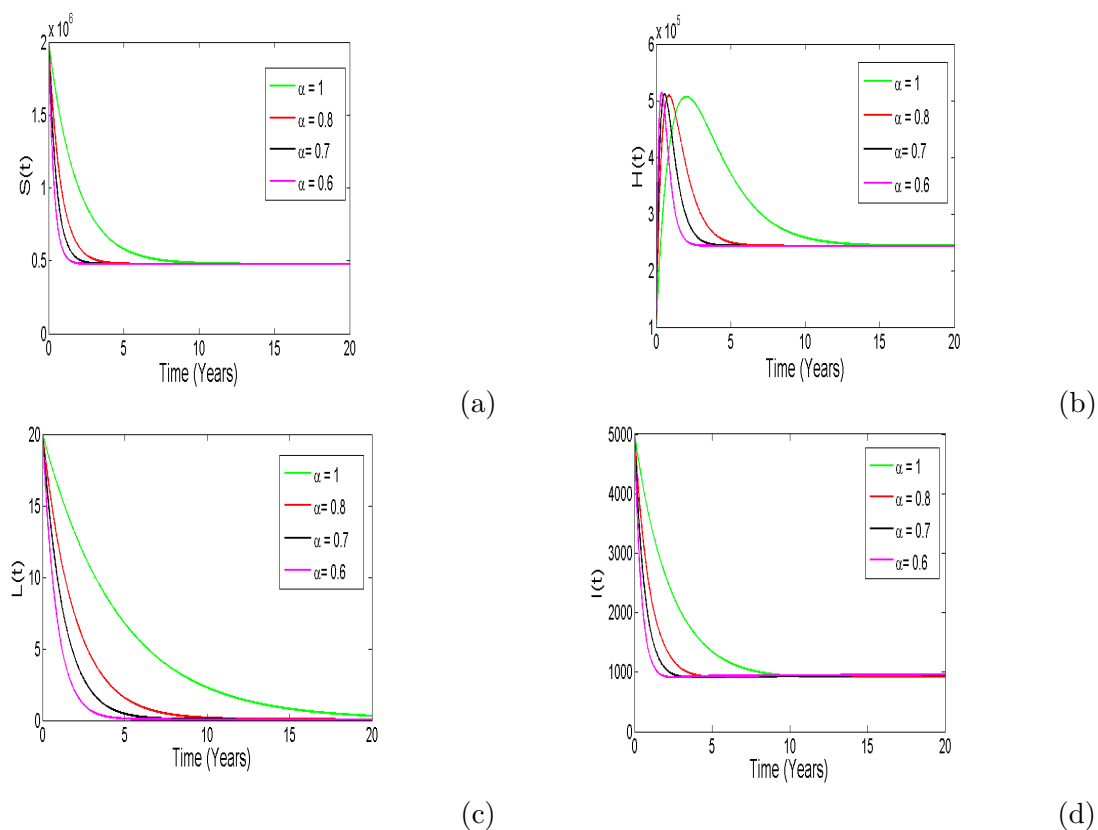 × 10⁶
2
1.5
1
0.5
0
S(t)
0 5 10 15 20
Time (Years)
α = 1
α = 0.8
α = 0.7
α = 0.6
(a)
× 10⁵
6
5
4
3
2
1
H(t)
0 5 10 15 20
Time (Years)
α = 1
α = 0.8
α = 0.7
α = 0.6
(b)
20
15
10
5
0
L(t)
0 5 10 15 20
Time (Years)
α = 1
α= 0.8
α = 0.7
α= 0.6
(c)
5000
4000
3000
2000
1000
0
I(t)
0 5 10 15 20
Time (Years)
α = 1
α= 0.8
α = 0.7
α= 0.6
(d)